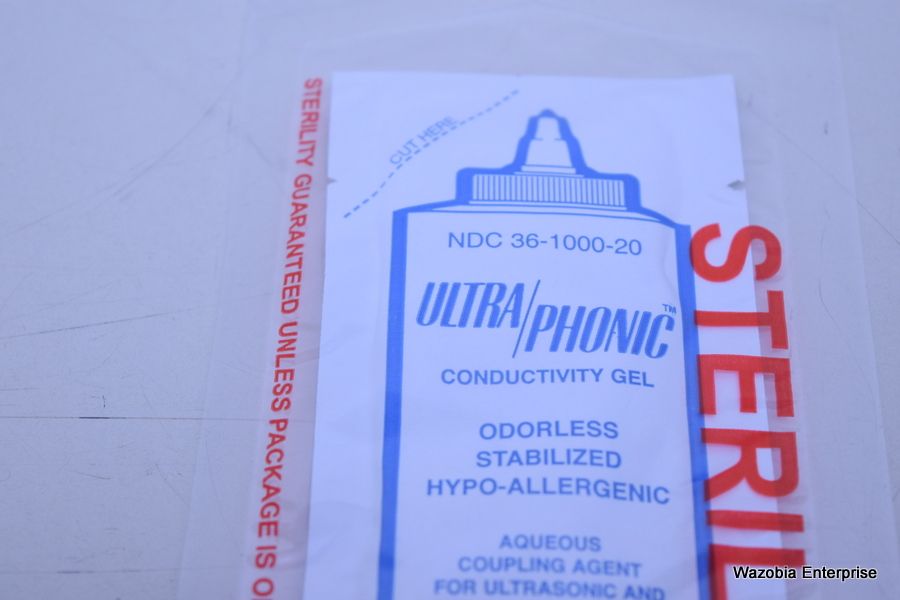 STERILITY GUARANTEED UNLESS PACKAGE IS
CUT HERE
NDC 36-1000-20
ULTRA/PHONIC™
CONDUCTIVITY GEL
ODORLESS
STABILIZED
HYPO-ALLERGENIC
AQUEOUS
COUPLING AGENT
FOR ULTRASONIC AND
STERIL
Wazobia Enterprise